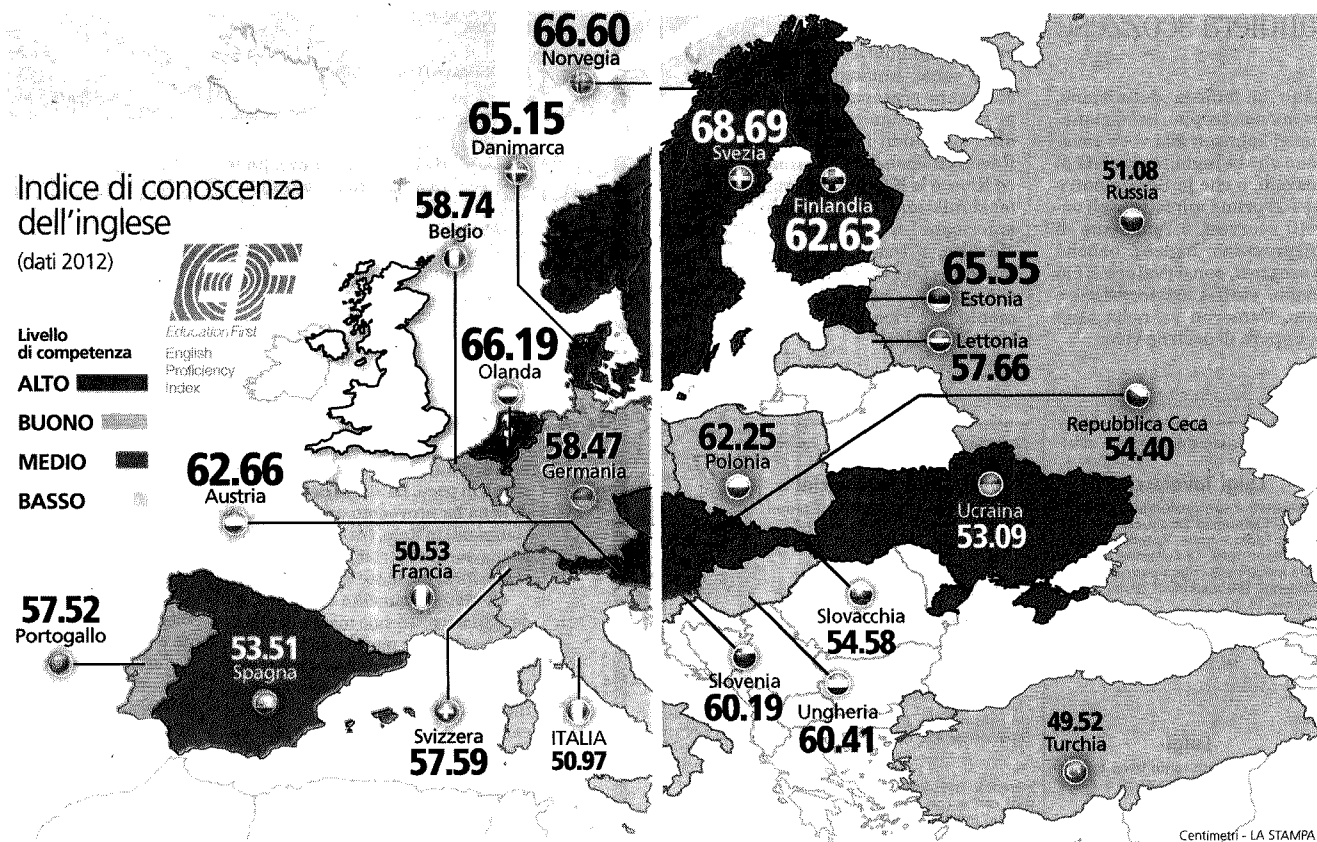 Indice di conoscenza
dell'inglese
(dati 2012)
EF
Education First
English
Proficiency
Index
Livello
di competenza
ALTO
BUONO
MEDIO
BASSO
66.60
Norvegia
65.15
Danimarca
58.74
Belgio
66.19
Olanda
68.69
Svezia
Finlandia
62.63
51.08
Russia
65.55
Estonia
Lettonia
57.66
Repubblica Ceca
54.40
62.66
Austria
58.47
Germania
62.25
Polonia
Ucraina
53.09
50.53
Francia
57.52
Portogallo
53.51
Spagna
Svizzera
57.59
ITALIA
50.97
Slovacchia
54.58
Slovenia
60.19
Ungheria
60.41
49.52
Turchia
Centimetri - LA STAMPA